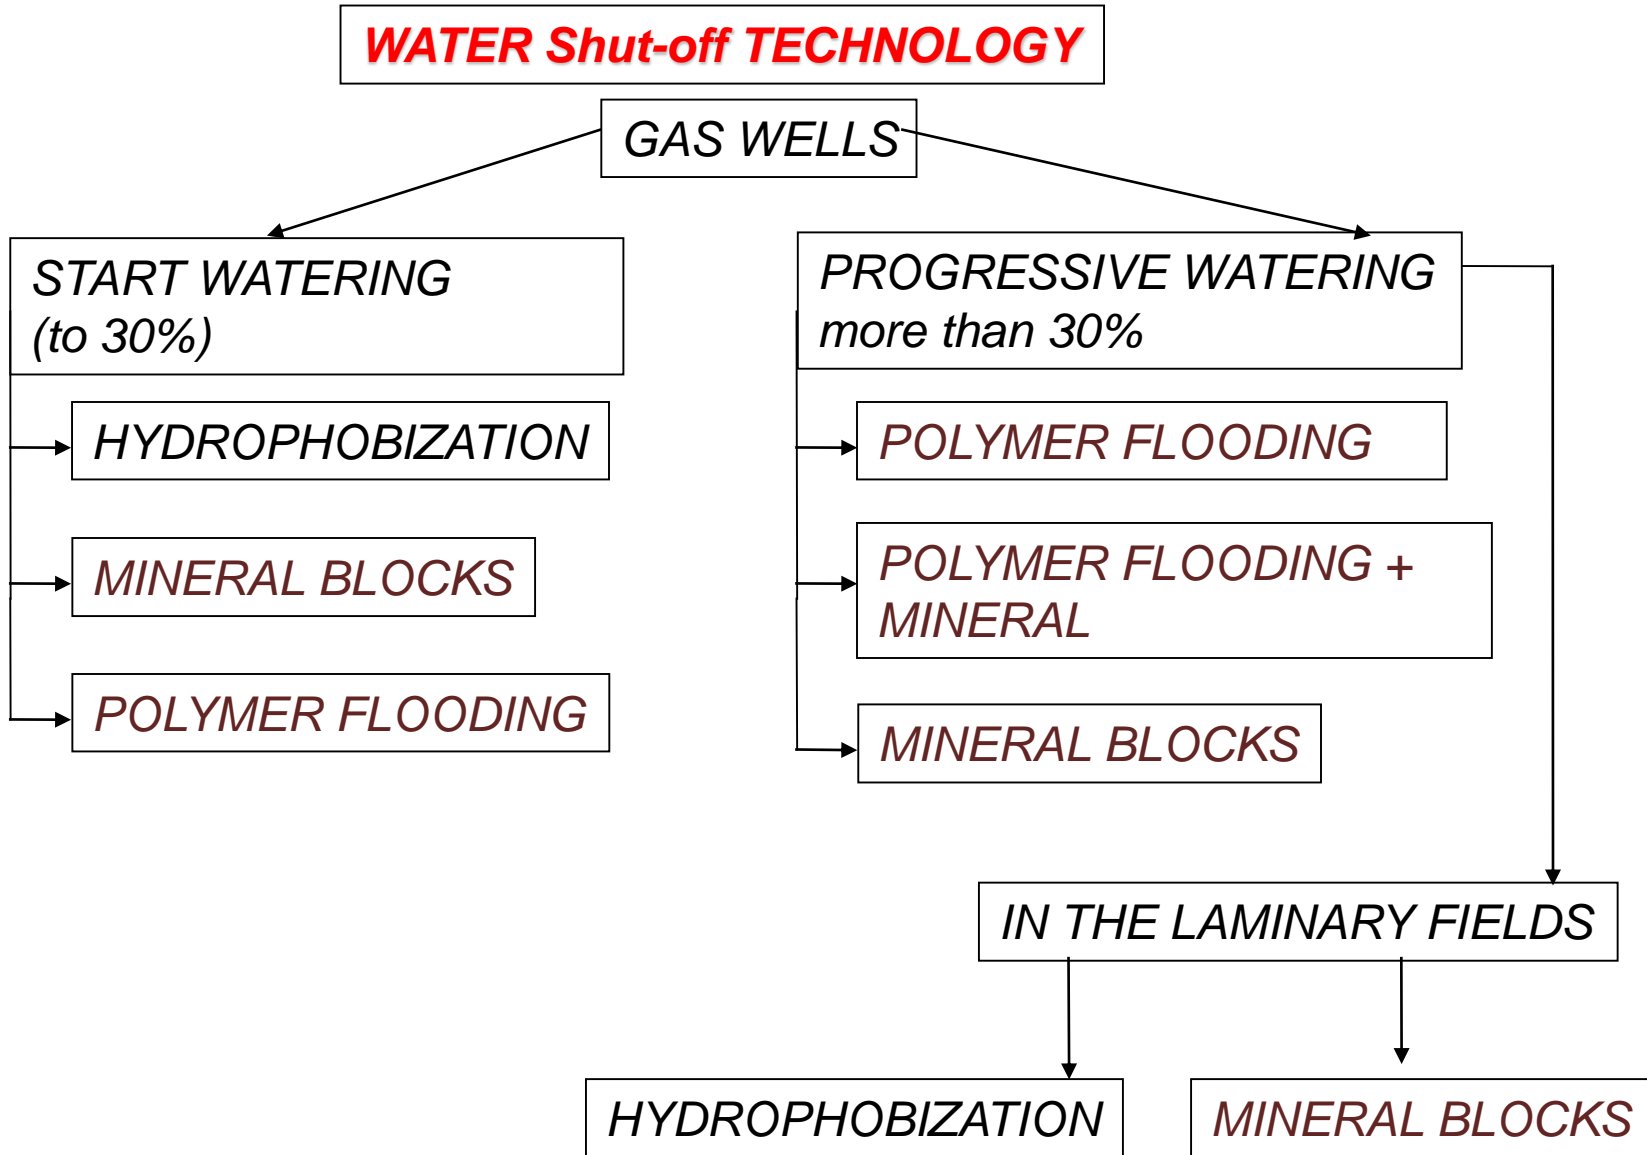 WATER Shut-off TECHNOLOGY
GAS WELLS
START WATERING
(to 30%)
HYDROPHOBIZATION
MINERAL BLOCKS
POLYMER FLOODING
PROGRESSIVE WATERING
more than 30%
POLYMER FLOODING
POLYMER FLOODING +
MINERAL
MINERAL BLOCKS
IN THE LAMINARY FIELDS
HYDROPHOBIZATION
MINERAL BLOCKS